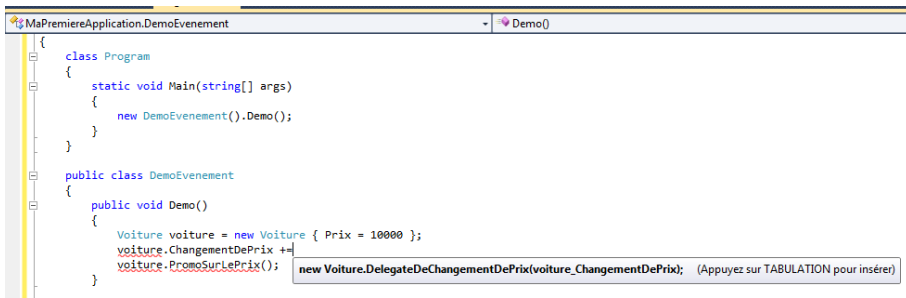 MaPremiereApplication.DemoEvenement Demo()
{
class Program
{
static void Main(string[] args)
{
new DemoEvenement().Demo();
}
}
public class DemoEvenement
{
public void Demo()
{
Voiture voiture = new Voiture { Prix = 10000 };
voiture.ChangementDePrix +=
voiture.PromoSurLePrix();
new Voiture.DelegateDeChangementDePrix(voiture_ChangementDePrix); (Appuyez sur TABULATION pour insérer)
}